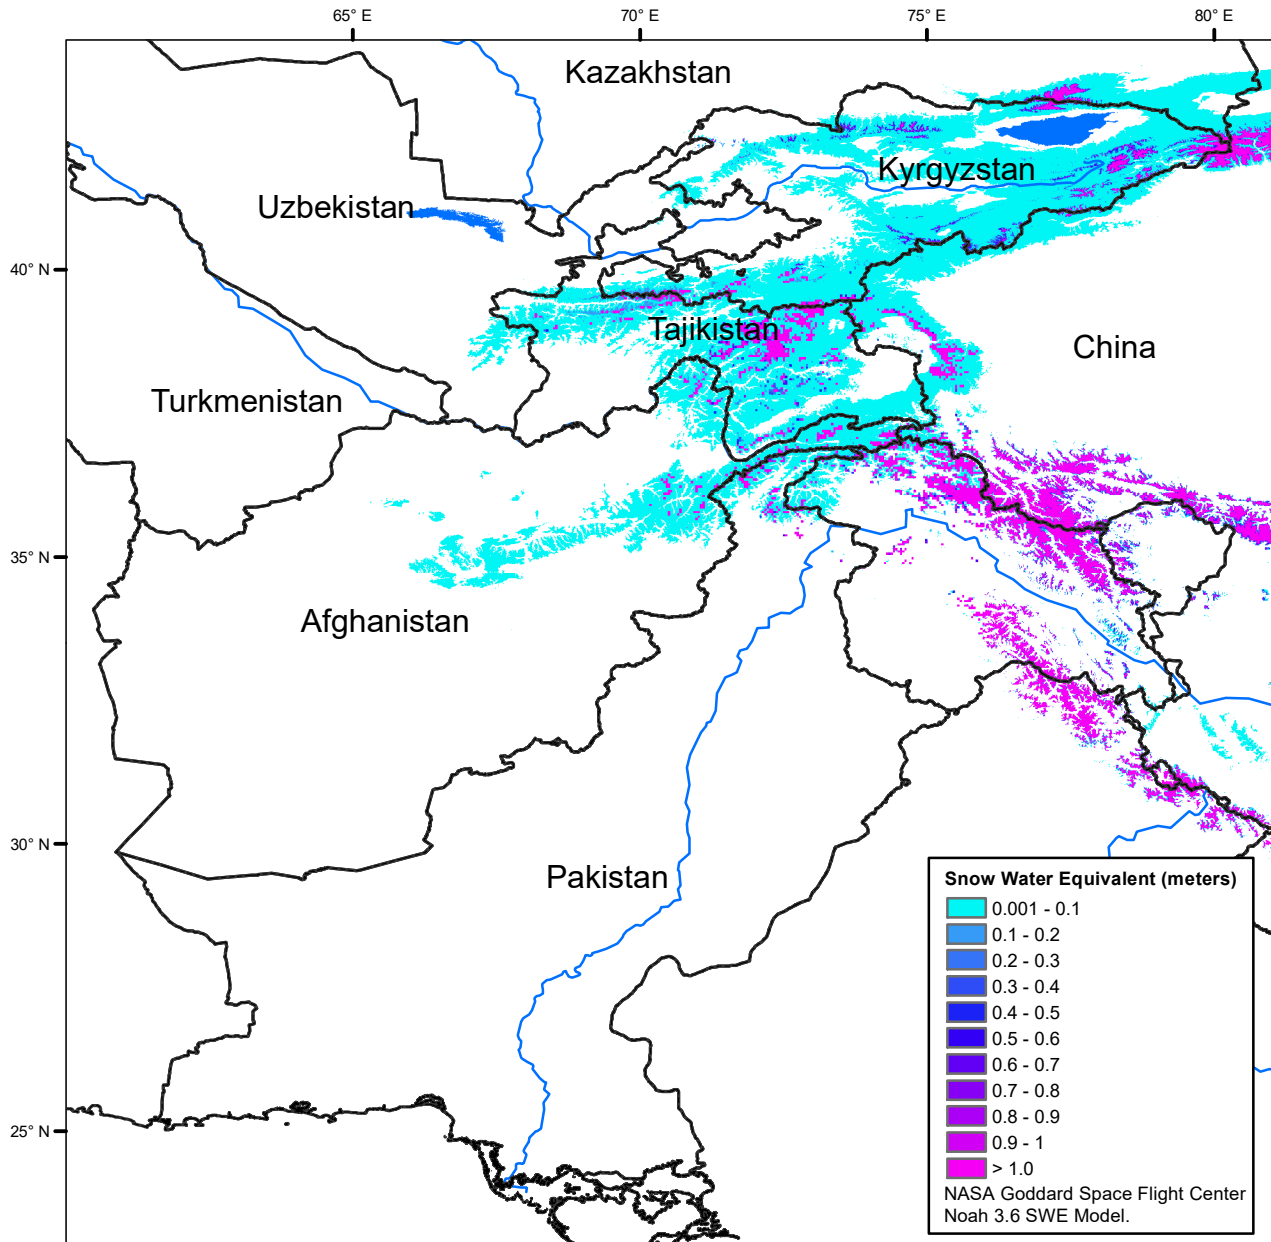 65° E
70° E
75° E
80° E
Kazakhstan
Kyrgyzstan
Uzbekistan
40° N
Tajikistan
China
Turkmenistan
35° N
Afghanistan
30° N
Pakistan
25° N
Snow Water Equivalent (meters)
0.001 - 0.1
0.1 - 0.2
0.2 - 0.3
0.3 - 0.4
0.4 - 0.5
0.5 - 0.6
0.6 - 0.7
0.7 - 0.8
0.8 - 0.9
0.9 - 1
> 1.0
NASA Goddard Space Flight Center
Noah 3.6 SWE Model.